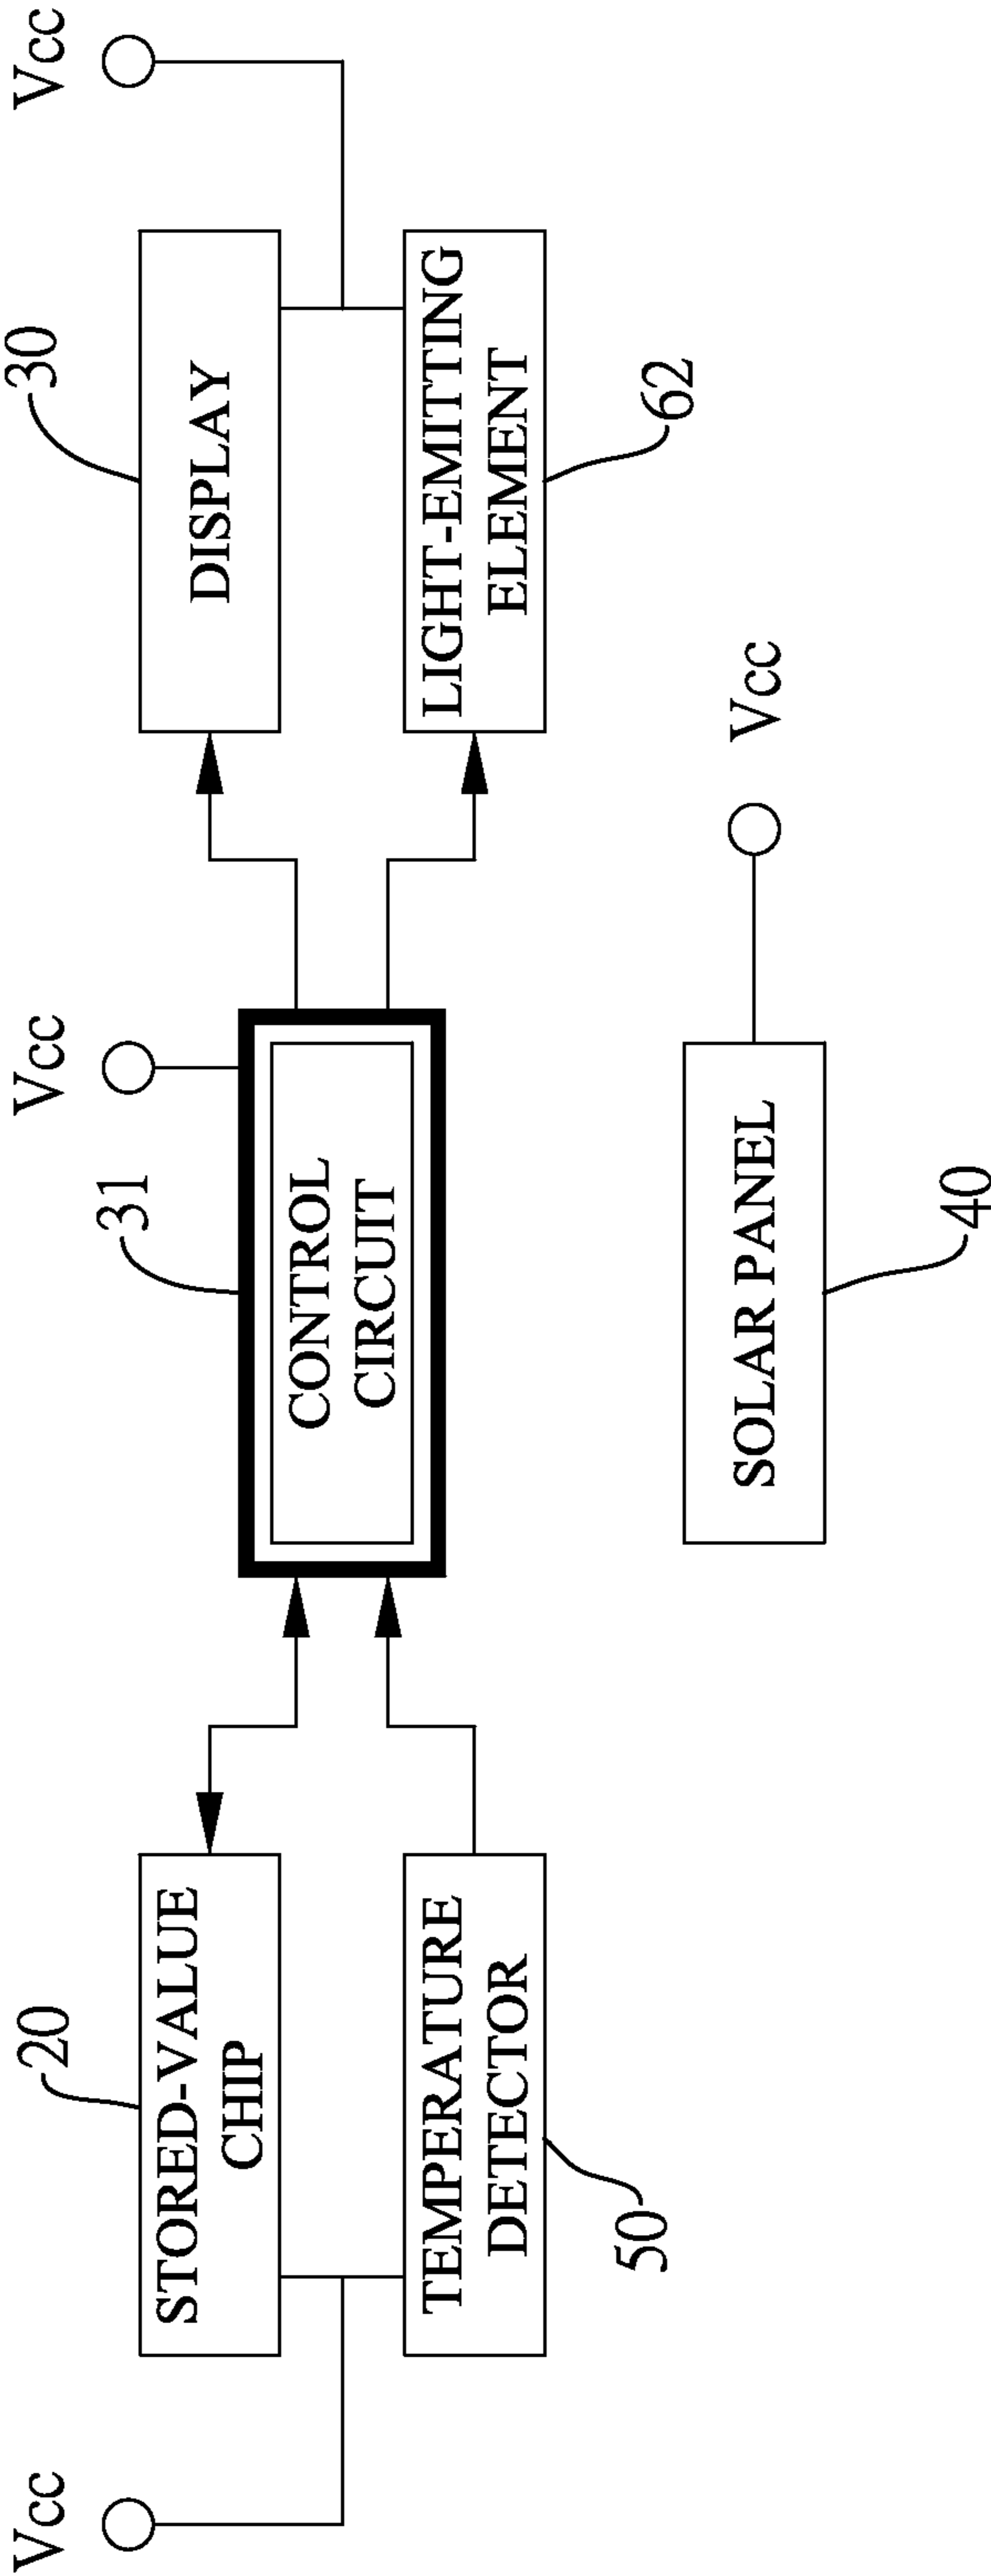 Vcc
20
STORED-VALUE
CHIP
TEMPERATURE
DETECTOR
50
Vcc
31
CONTROL
CIRCUIT
SOLAR PANEL
40
Vcc
30
DISPLAY
LIGHT-EMITTING
ELEMENT
62
Vcc